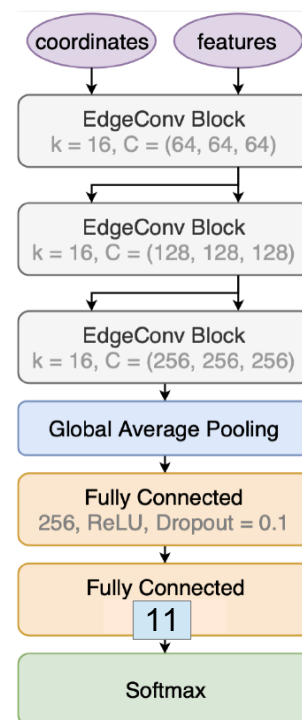 coordinates features
EdgeConv Block
k = 16, C = (64, 64, 64)
EdgeConv Block
k = 16, C = (128, 128, 128)
EdgeConv Block
k = 16, C = (256, 256, 256)
Global Average Pooling
Fully Connected
256, ReLU, Dropout = 0.1
Fully Connected
11
Softmax